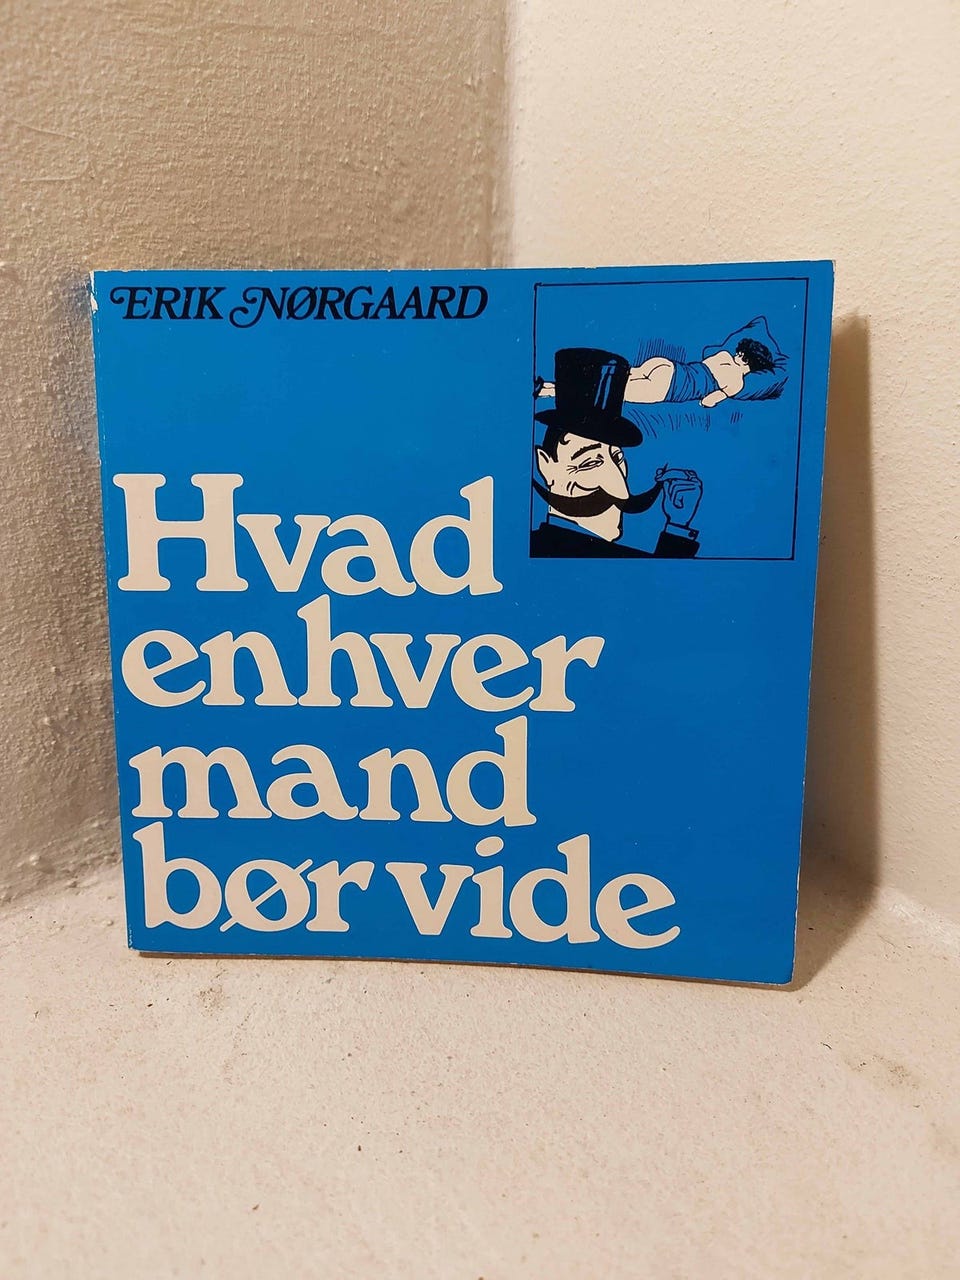 ERIK NØRGAARD
Hvad
enhver
mand
bør vide